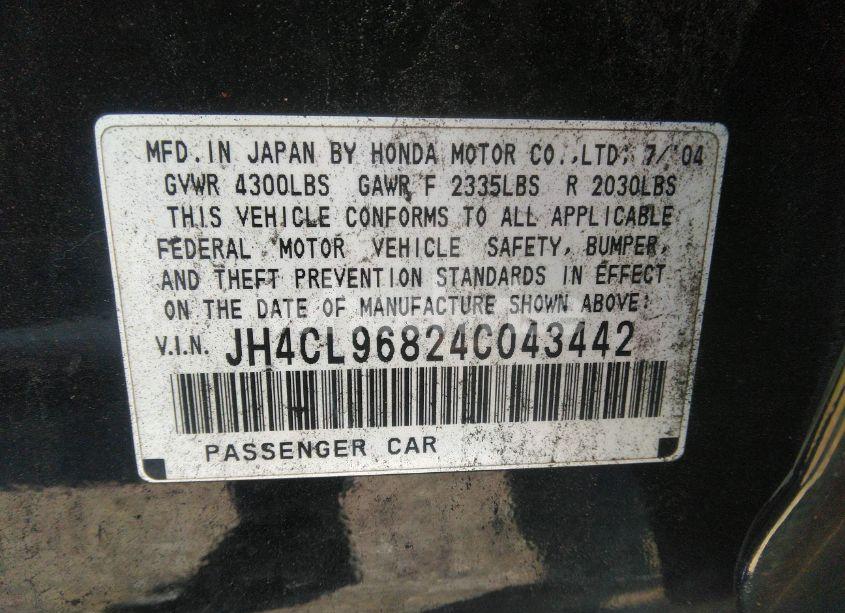 MFD. IN JAPAN BY HONDA MOTOR CO.,LTD. 7/'04
GVWR 4300LBS GAWR F 2335LBS R 2030LBS
THIS VEHICLE CONFORMS TO ALL APPLICABLE
FEDERAL MOTOR VEHICLE SAFETY, BUMPER,
AND THEFT PREVENTION STANDARDS IN EFFECT
ON THE DATE OF MANUFACTURE SHOWN ABOVE:
V.I.N. JH4CL96824C043442
PASSENGER CAR